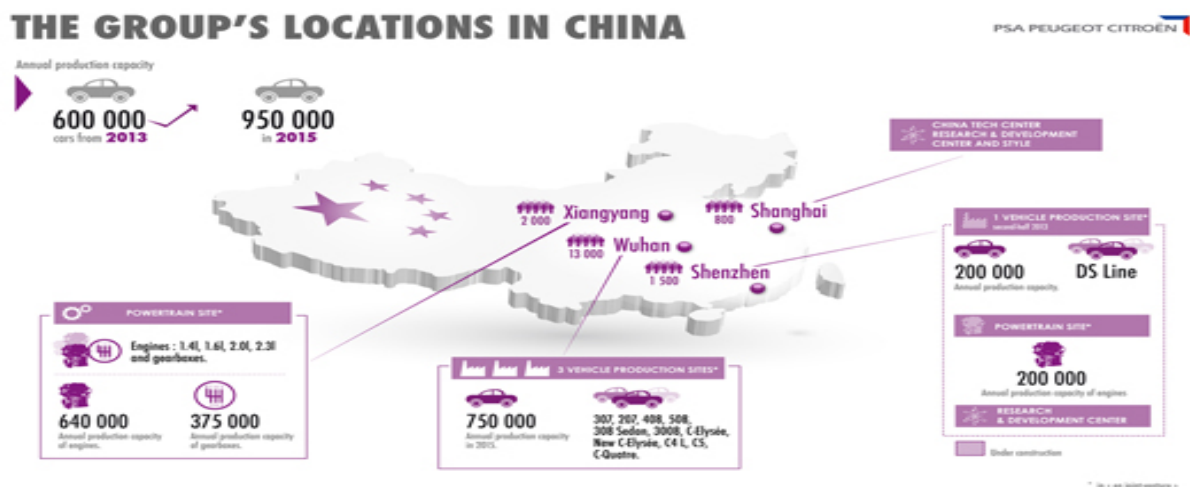 THE GROUP'S LOCATIONS IN CHINA
PSA PEUGEOT CITROËN
Annual production capacity
600 000
cars from 2013
950 000
in 2015
CHINA TECH CENTER
RESEARCH & DEVELOPMENT
CENTER AND STYLE
2 000
Xiangyang
800
Shanghai
13 000
Wuhan
1 500
Shenzhen
1 VEHICLE PRODUCTION SITE*
second half 2013
200 000
Annual production capacity.
DS Line
POWERTRAIN SITE*
200 000
Annual production capacity of engines
RESEARCH
& DEVELOPMENT CENTER
Under construction
POWERTRAIN SITE*
Engines : 1.4l, 1.6l, 2.0l, 2.3l
and gearboxes.
640 000
Annual production capacity
of engines.
375 000
Annual production capacity
of gearboxes.
3 VEHICLE PRODUCTION SITES*
750 000
Annual production capacity
in 2015.
307, 207, 408, 508,
308 Sedan, 3008, C-Elysée,
New C-Elysée, C4 L, C5,
C-Quatre.